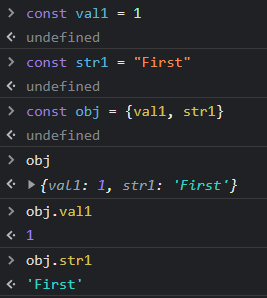 > const val1 = 1
<· undefined
> const str1 = "First"
<· undefined
> const obj = {val1, str1}
<· undefined
> obj
<· ▶ {val1: 1, str1: 'First'}
> obj.val1
<· 1
> obj.str1
<· 'First'